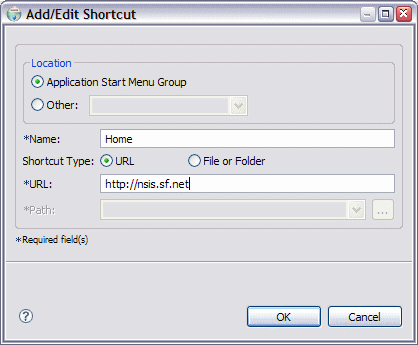 Add/Edit Shortcut
Location
Application Start Menu Group
Other:
*Name: Home
Shortcut Type: URL File or Folder
*URL: http://nsis.sf.net
*Path: ...
*Required field(s)
? OK Cancel